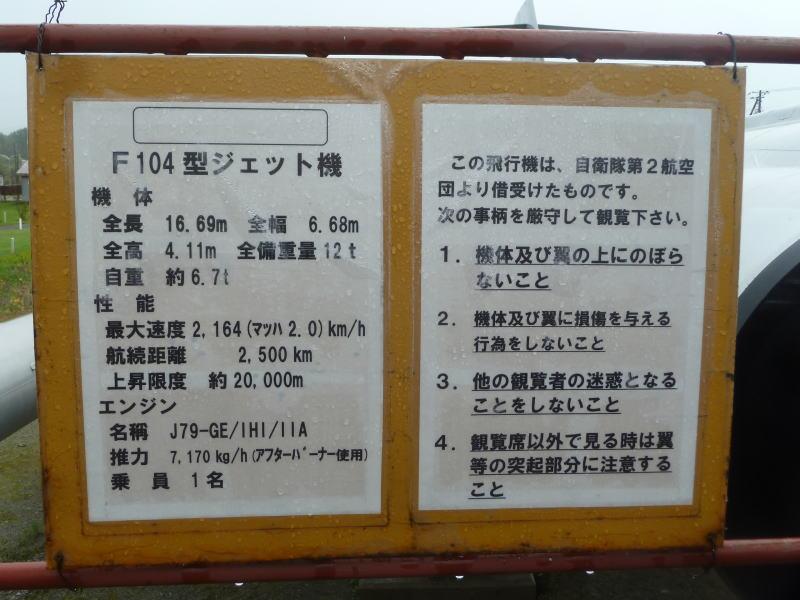 F104型ジェット機
機 体
全長 16.69m 全幅 6.68m
全高 4.11m 全備重量 12t
自重 約6.7t
性 能
最大速度 2,164(マッハ 2.0)km/h
航続距離 2,500km
上昇限度 約20,000m
エンジン
名稱 J79-GE/IHI/11A
推力 7,170kg/h(アフターバーナー使用)
乗 員 1名
この飛行機は、自衛隊第2航空
団より借受けたものです。
次の事柄を厳守して観覧下さい。
1. 機体及び翼の上にのぼら
ないこと
2. 機体及び翼に損傷を与える
行為をしないこと
3. 他の観覧者の迷惑となる
ことをしないこと
4. 観覧席以外で見る時は翼
等の突起部分に注意する
こと